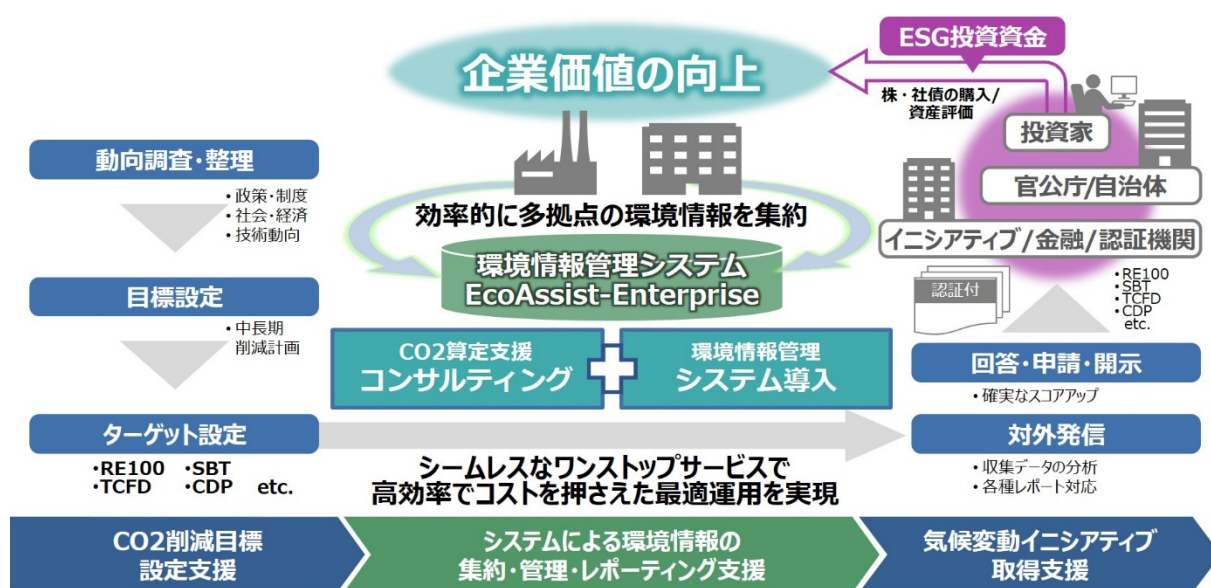 企業価値の向上
ESG投資資金
株・社債の購入/
資産評価
投資家
官公庁/自治体
イニシアティブ/金融/認証機関
動向調査・整理
・政策・制度
・社会・経済
・技術動向
効率的に多拠点の環境情報を集約
環境情報管理システム
EcoAssist-Enterprise
目標設定
・中長期
削減計画
認証付
・RE100
・SBT
・TCFD
・CDP
etc.
CO2算定支援
コンサルティング
環境情報管理
システム導入
回答・申請・開示
・確実なスコアアップ
ターゲット設定
・RE100 ・SBT
・TCFD ・CDP etc.
対外発信
・収集データの分析
・各種レポート対応
シームレスなワンストップサービスで
高効率でコストを押さえた最適運用を実現
CO2削減目標
設定支援
システムによる環境情報の
集約・管理・レポーティング支援
気候変動イニシアティブ
取得支援